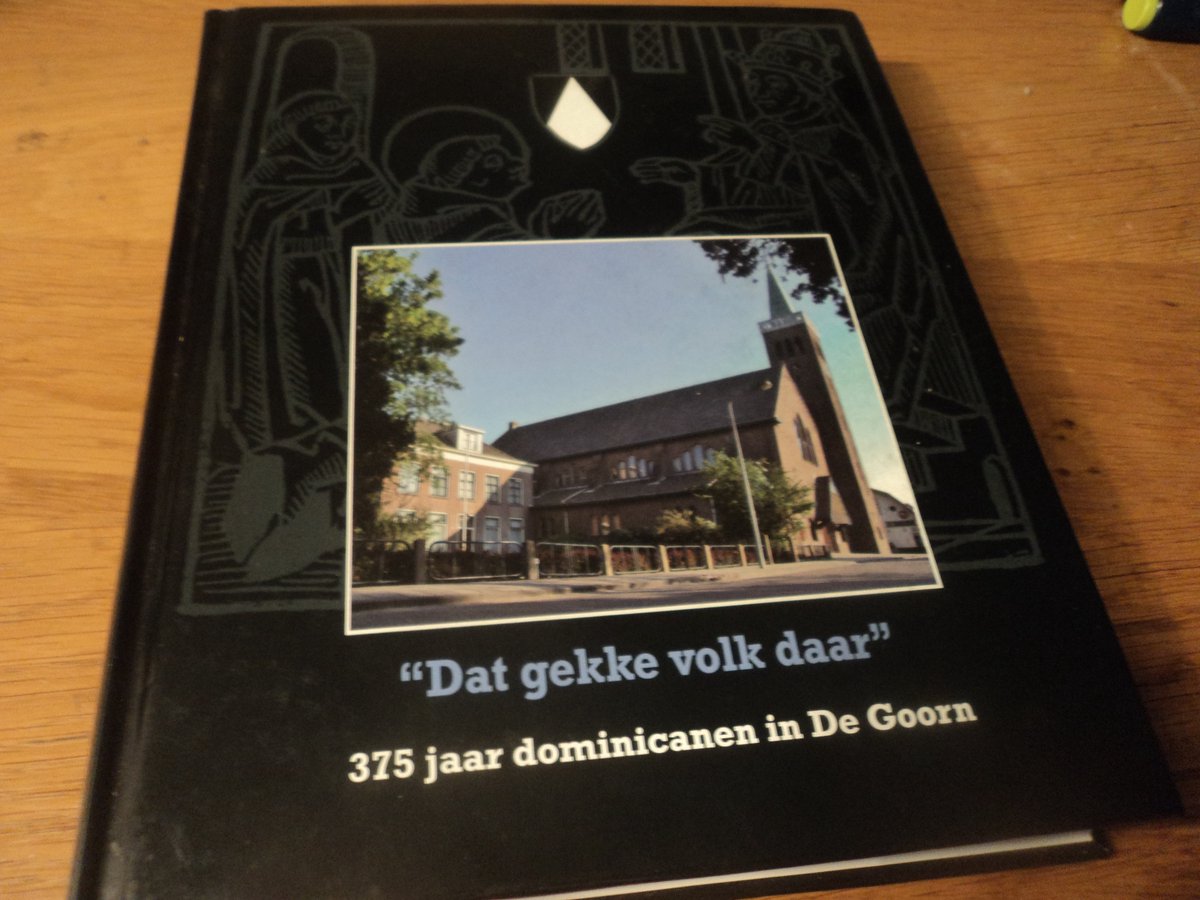 “Dat gekke volk daar”
375 jaar dominicanen in De Goorn